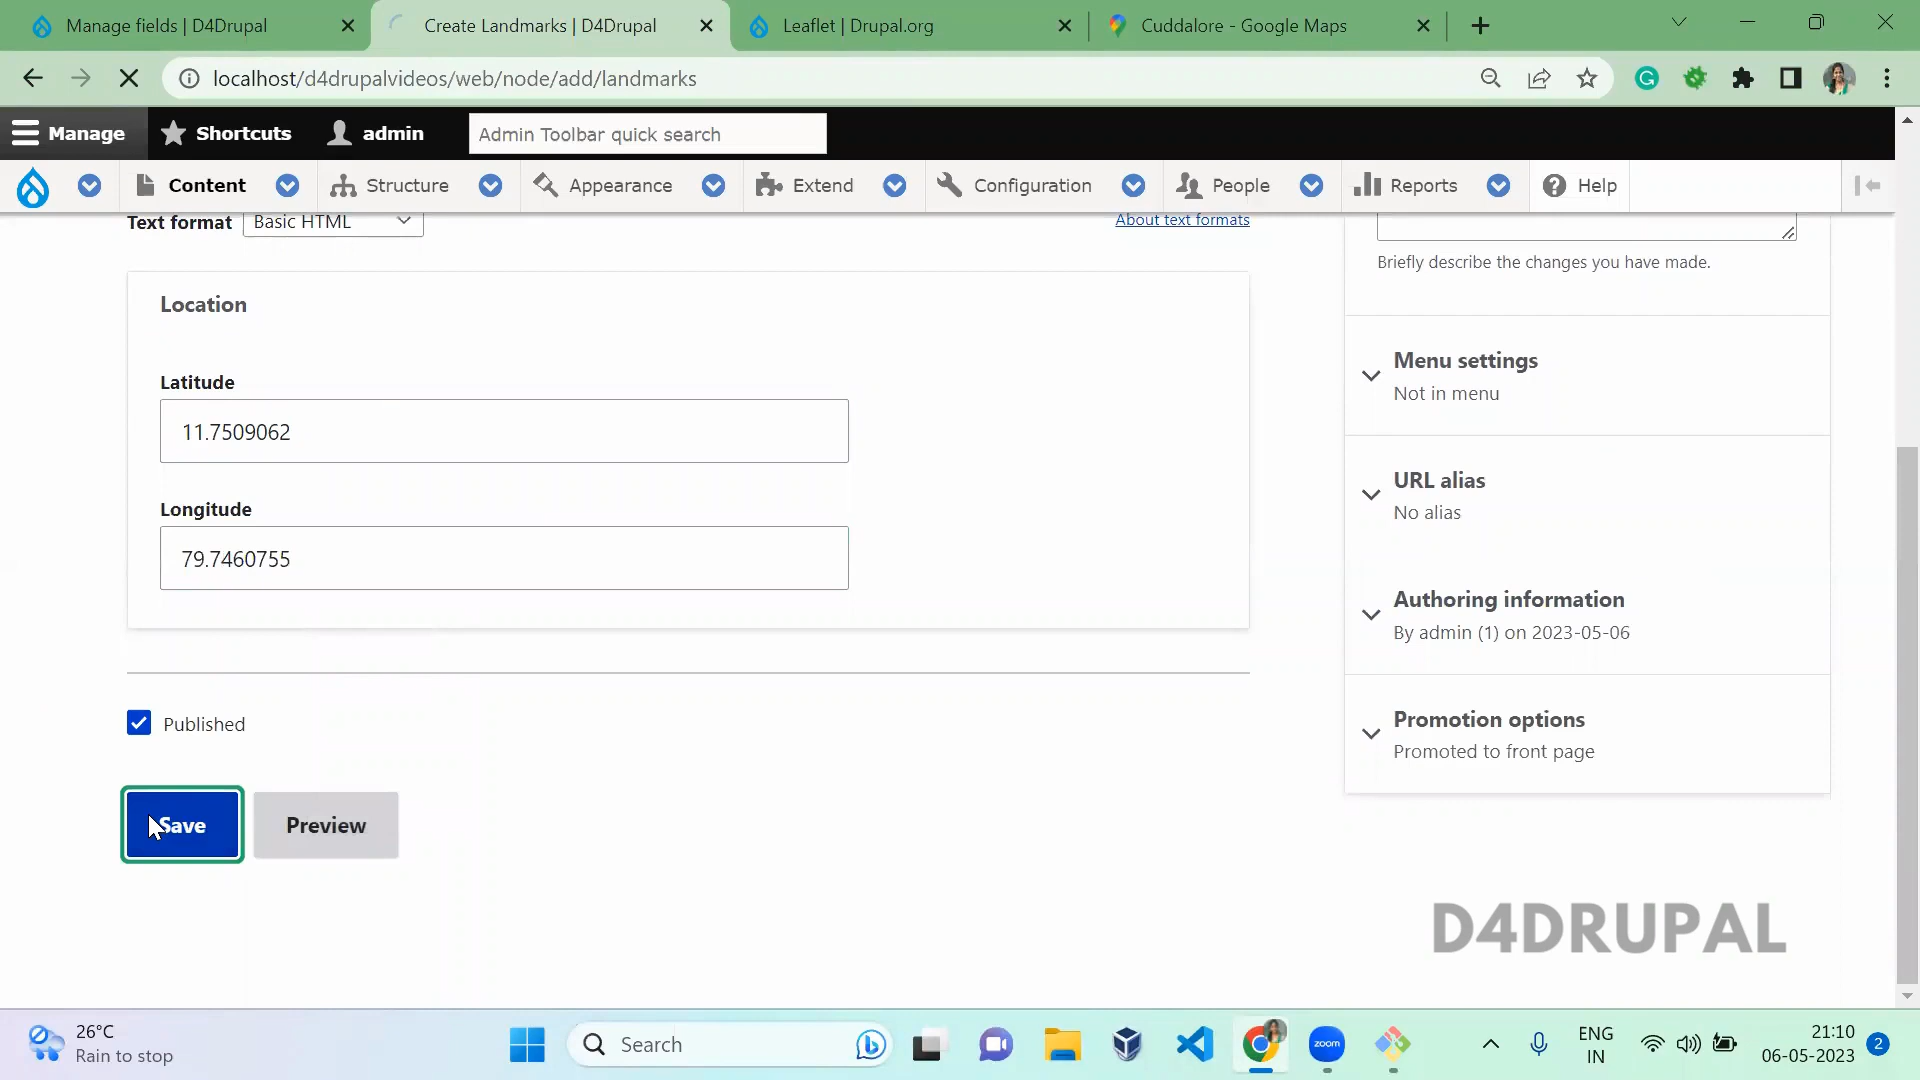 Manage fields | D4Drupal
Create Landmarks | D4Drupal
Leaflet | Drupal.org
Cuddalore - Google Maps
localhost/d4drupalvideos/web/node/add/landmarks
Manage
Shortcuts
admin
Admin Toolbar quick search
Content
Structure
Appearance
Extend
Configuration
People
Reports
Help
Text format
Basic HTML
About text formats
Briefly describe the changes you have made.
Location
Latitude
11.7509062
Longitude
79.7460755
Menu settings
Not in menu
URL alias
No alias
Authoring information
By admin (1) on 2023-05-06
Promotion options
Promoted to front page
Published
Save
Preview
D4DRUPAL
26°C
Rain to stop
Search
zoom
ENG
IN
21:10
06-05-2023
2